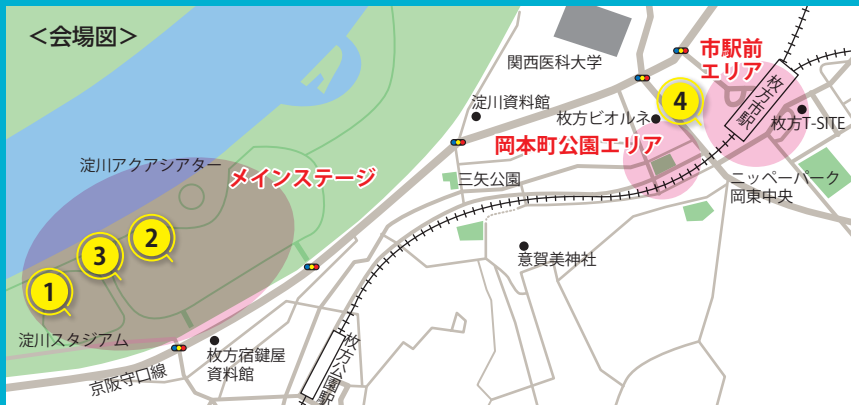 ＜会場図＞
関西医科大学
市駅前
エリア
4
枚方市駅
淀川資料館
枚方ビオルネ
枚方T-SITE
岡本町公園エリア
淀川アクアシアター
メインステージ
三矢公園
ニッペーパーク
岡東中央
2
3
1
意賀美神社
淀川スタジアム
枚方宿鍵屋
資料館
枚方公園駅
京阪守口線